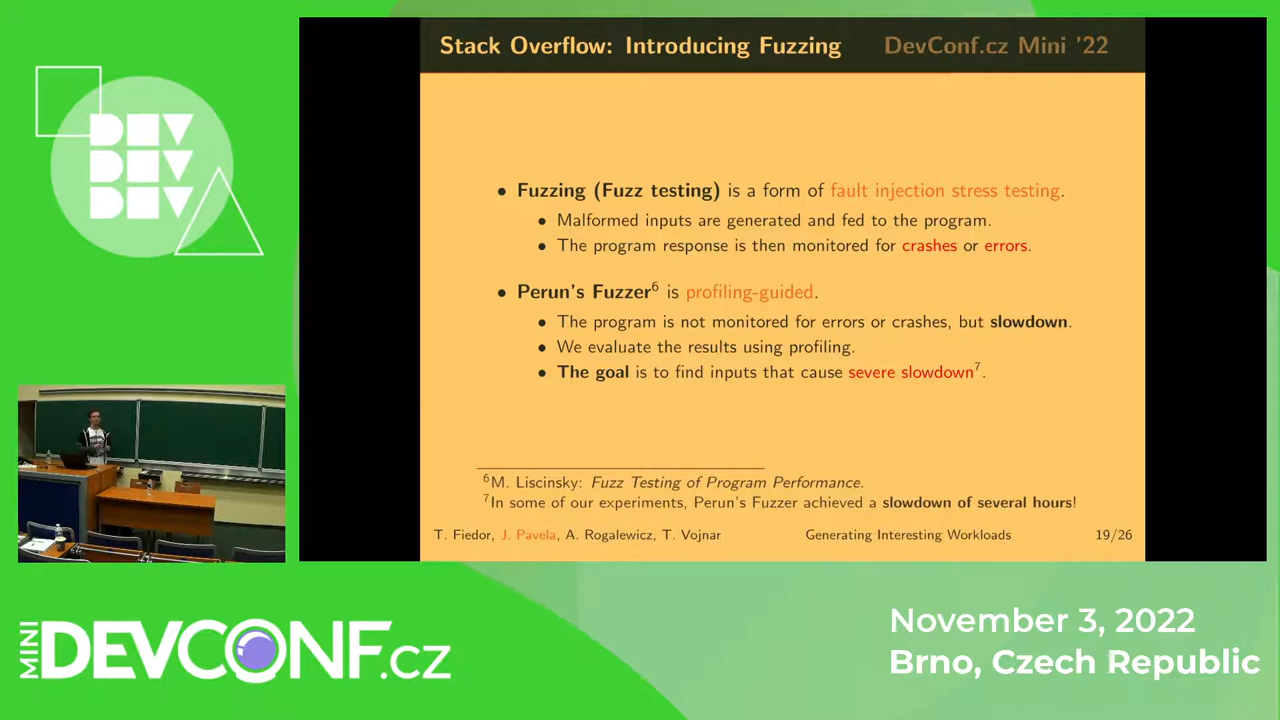 Stack Overflow: Introducing Fuzzing DevConf.cz Mini '22
DEV
DEV
DEV
• Fuzzing (Fuzz testing) is a form of fault injection stress testing.
• Malformed inputs are generated and fed to the program.
• The program response is then monitored for crashes or errors.
• Perun's Fuzzer⁶ is profiling-guided.
• The program is not monitored for errors or crashes, but slowdown.
• We evaluate the results using profiling.
• The goal is to find inputs that cause severe slowdown⁷.
⁶M. Liscinsky: Fuzz Testing of Program Performance.
⁷In some of our experiments, Perun's Fuzzer achieved a slowdown of several hours!
T. Fiedor, J. Pavela, A. Rogalewicz, T. Vojnar Generating Interesting Workloads 19/26
MINI DEVCONF.cz
November 3, 2022
Brno, Czech Republic